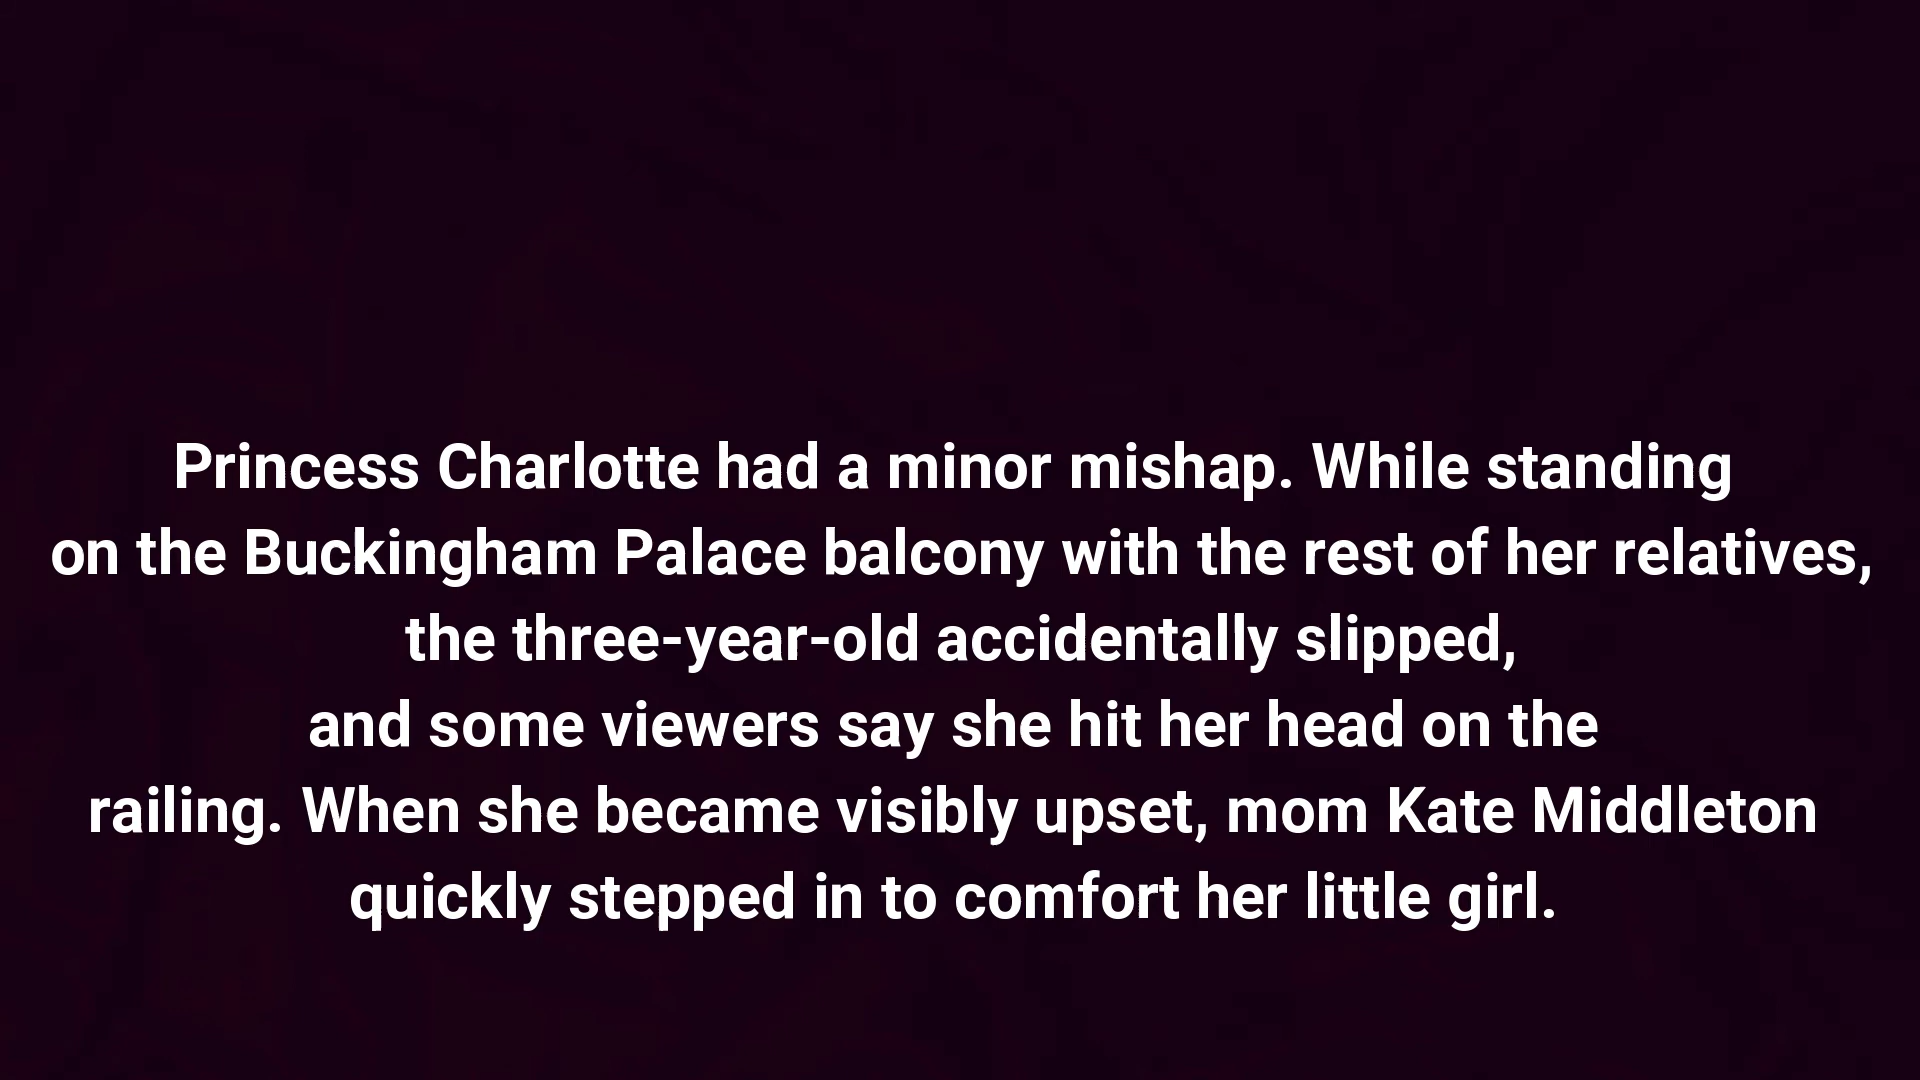 Princess Charlotte had a minor mishap. While standing
on the Buckingham Palace balcony with the rest of her relatives,
the three-year-old accidentally slipped,
and some viewers say she hit her head on the
railing. When she became visibly upset, mom Kate Middleton
quickly stepped in to comfort her little girl.